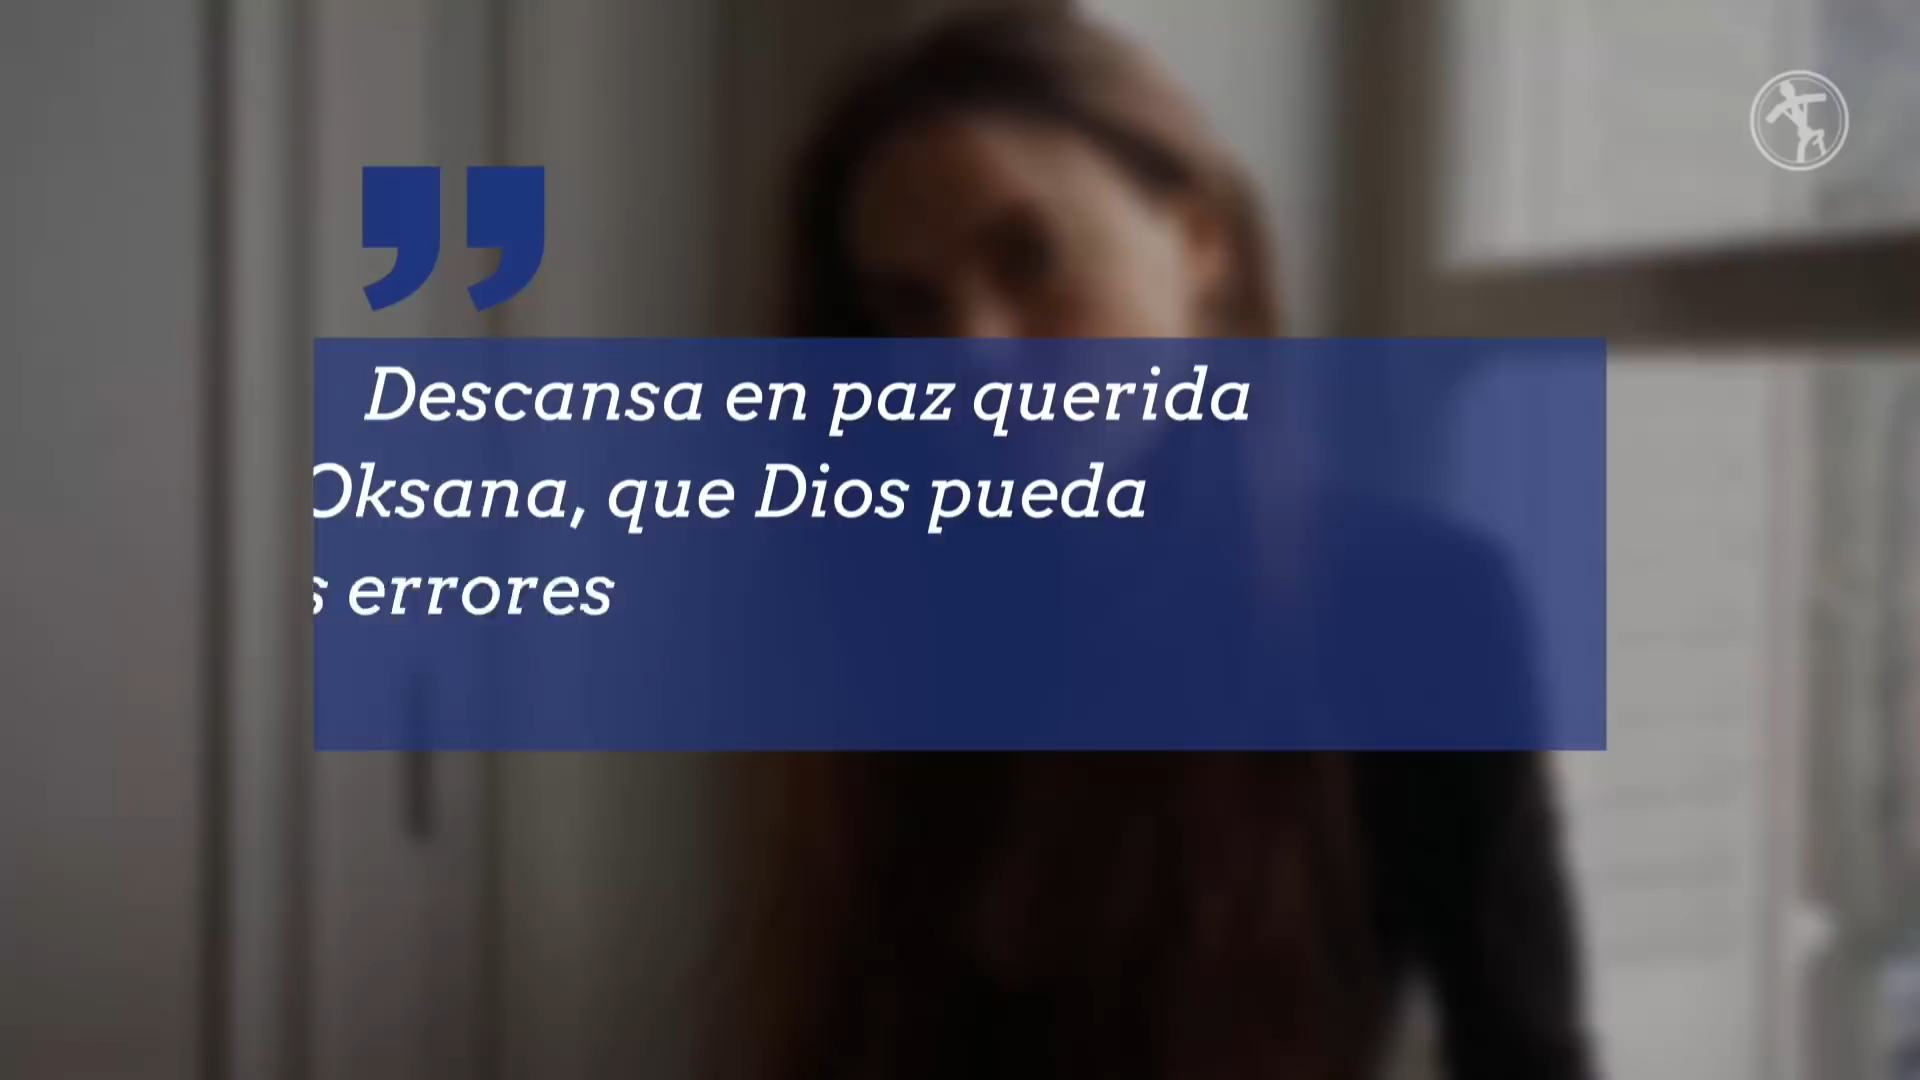 Descansa en paz querida
Oksana, que Dios pueda
s errores